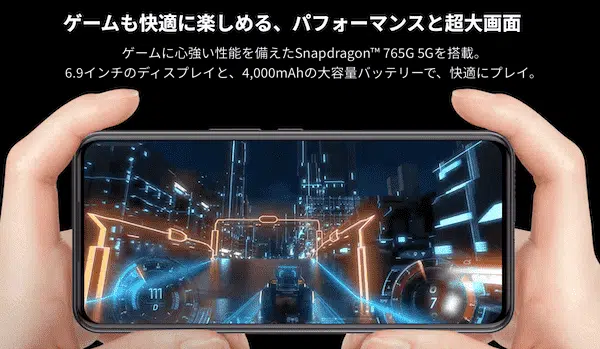 ゲームも快適に楽しめる、パフォーマンスと超大画面
ゲームに心強い性能を備えたSnapdragon™ 765G 5Gを搭載。
6.9インチのディスプレイと、4,000mAhの大容量バッテリーで、快適にプレイ。
111
D
7